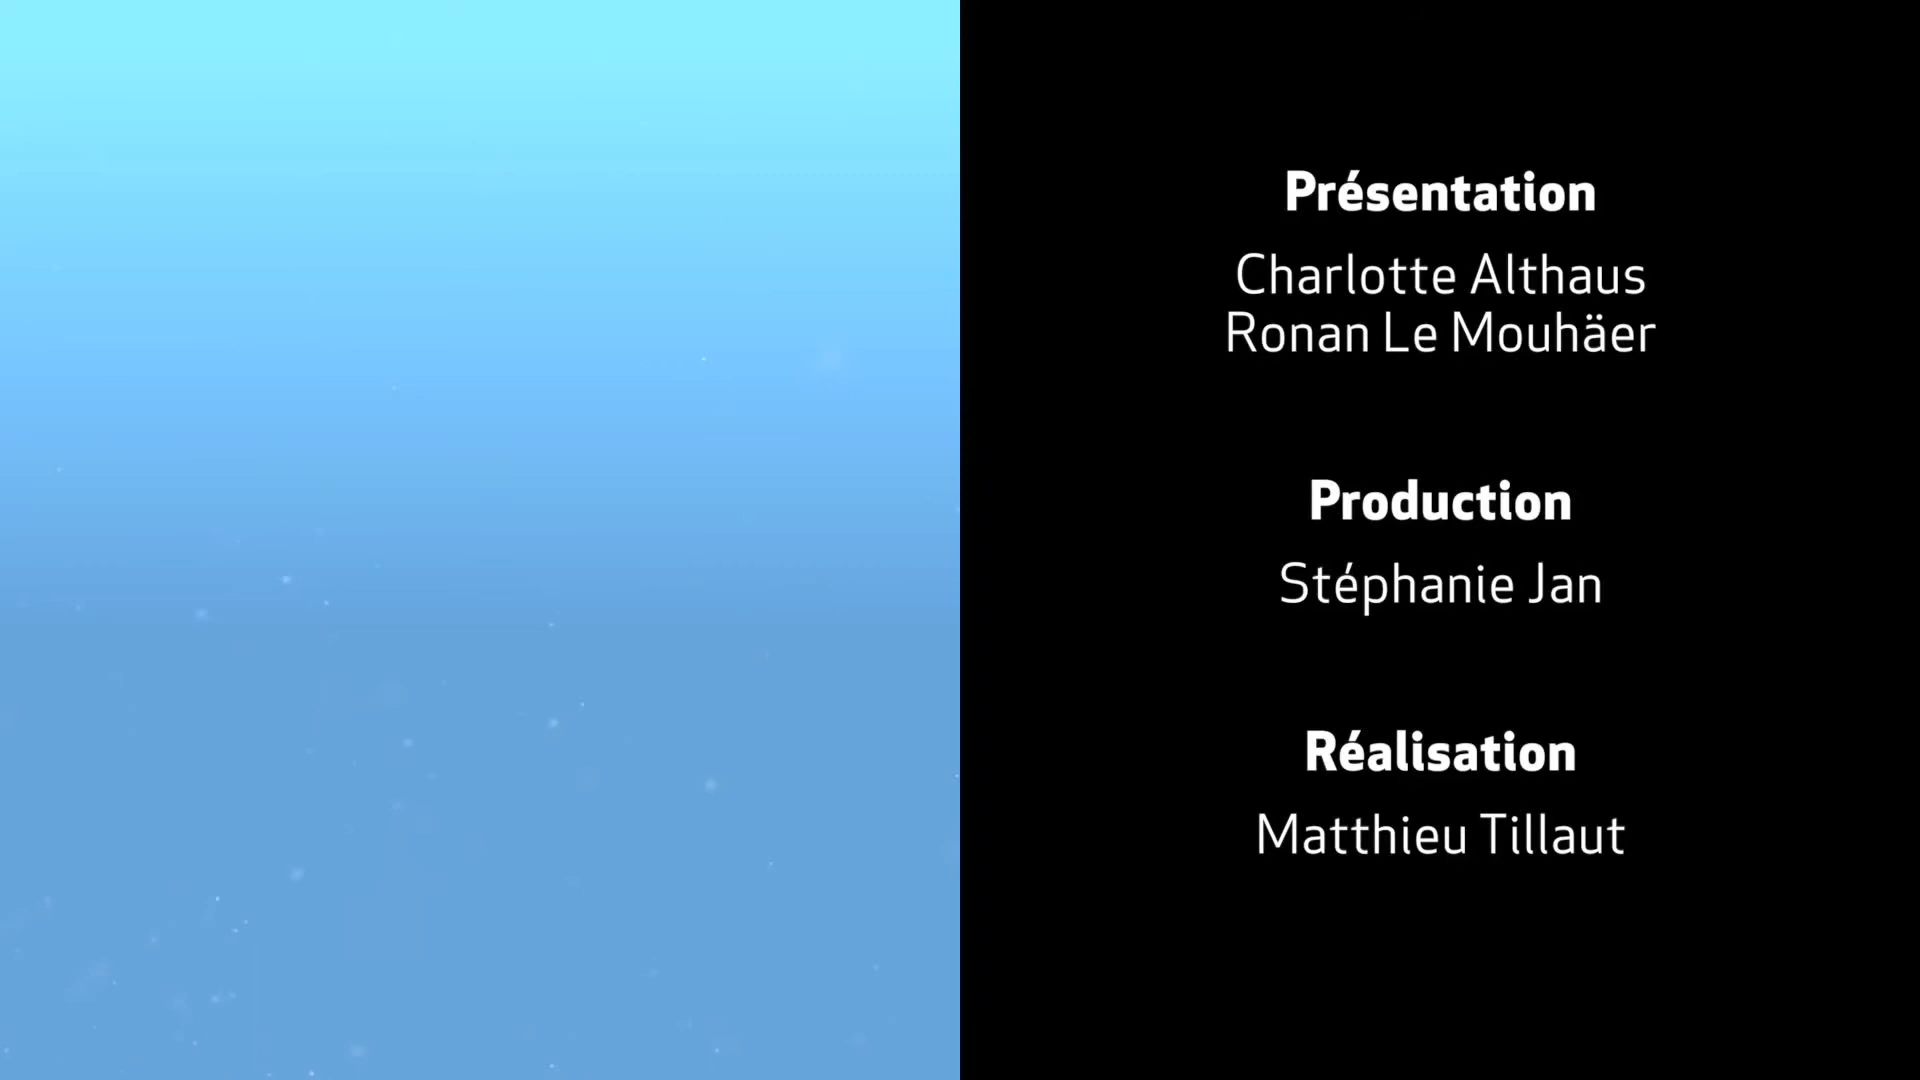 Présentation
Charlotte Althaus
Ronan Le Mouhäer
Production
Stéphanie Jan
Réalisation
Matthieu Tillaut